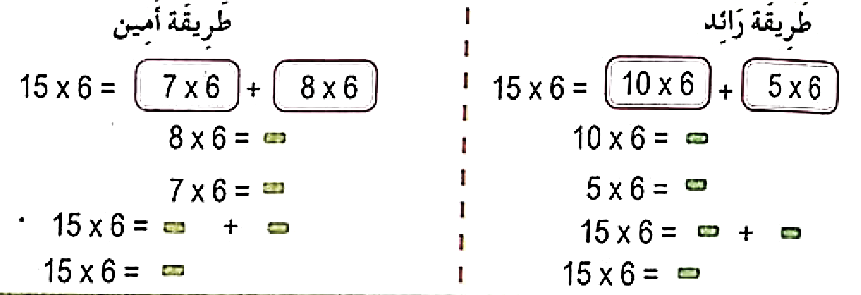 طَرِيقَة رَائِد
15 x 6 = 10 x 6 + 5 x 6
10 x 6 =
5 x 6 =
15 x 6 = +
15 x 6 =
طَرِيقَة أَمِين
15 x 6 = 7 x 6 + 8 x 6
8 x 6 =
7 x 6 =
15 x 6 = +
15 x 6 =